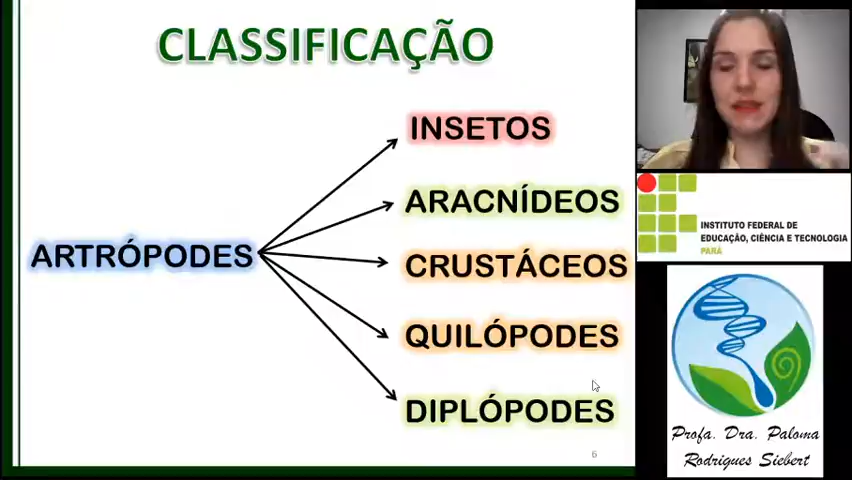 CLASSIFICAÇÃO
ARTRÓPODES
INSETOS
ARACNÍDEOS
CRUSTÁCEOS
QUILÓPODES
DIPLÓPODES
6
INSTITUTO FEDERAL DE
EDUCAÇÃO, CIÊNCIA E TECNOLOGIA
PARÁ
Profa. Dra. Paloma
Rodrigues Siebert